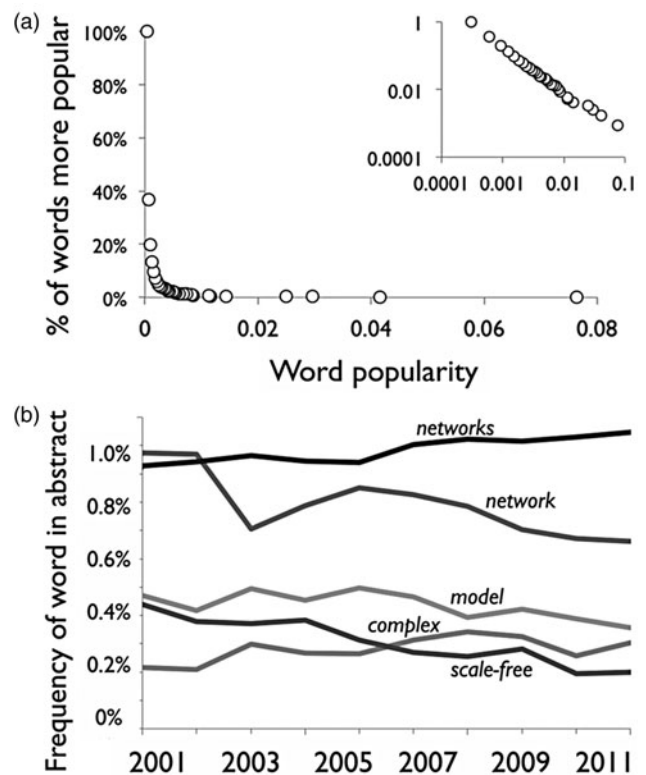 (a)
% of words more popular
100%
80%
60%
40%
20%
0%
0 0.02 0.04 0.06 0.08
Word popularity
1
0.01
0.0001
0.0001 0.001 0.01 0.1
(b)
Frequency of word in abstract
1.0%
0.8%
0.6%
0.4%
0.2%
0%
networks
network
model
complex
scale-free
2001 2003 2005 2007 2009 2011